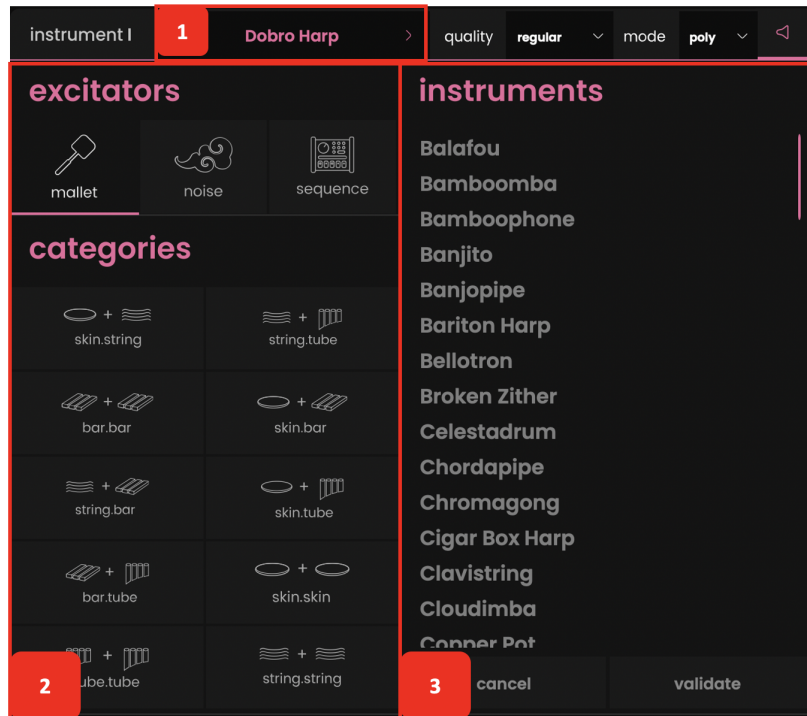 instrument I
1
Dobro Harp
quality
regular
mode
poly
excitators
mallet
noise
sequence
categories
skin.string
string.tube
bar.bar
skin.bar
string.bar
skin.tube
bar.tube
skin.skin
ube.tube
string.string
2
instruments
Balafou
Bamboomba
Bamboophone
Banjito
Banjopipe
Bariton Harp
Bellotron
Broken Zither
Celestadrum
Chordapipe
Chromagong
Cigar Box Harp
Clavistring
Cloudimba
Copper Pot
3
cancel
validate